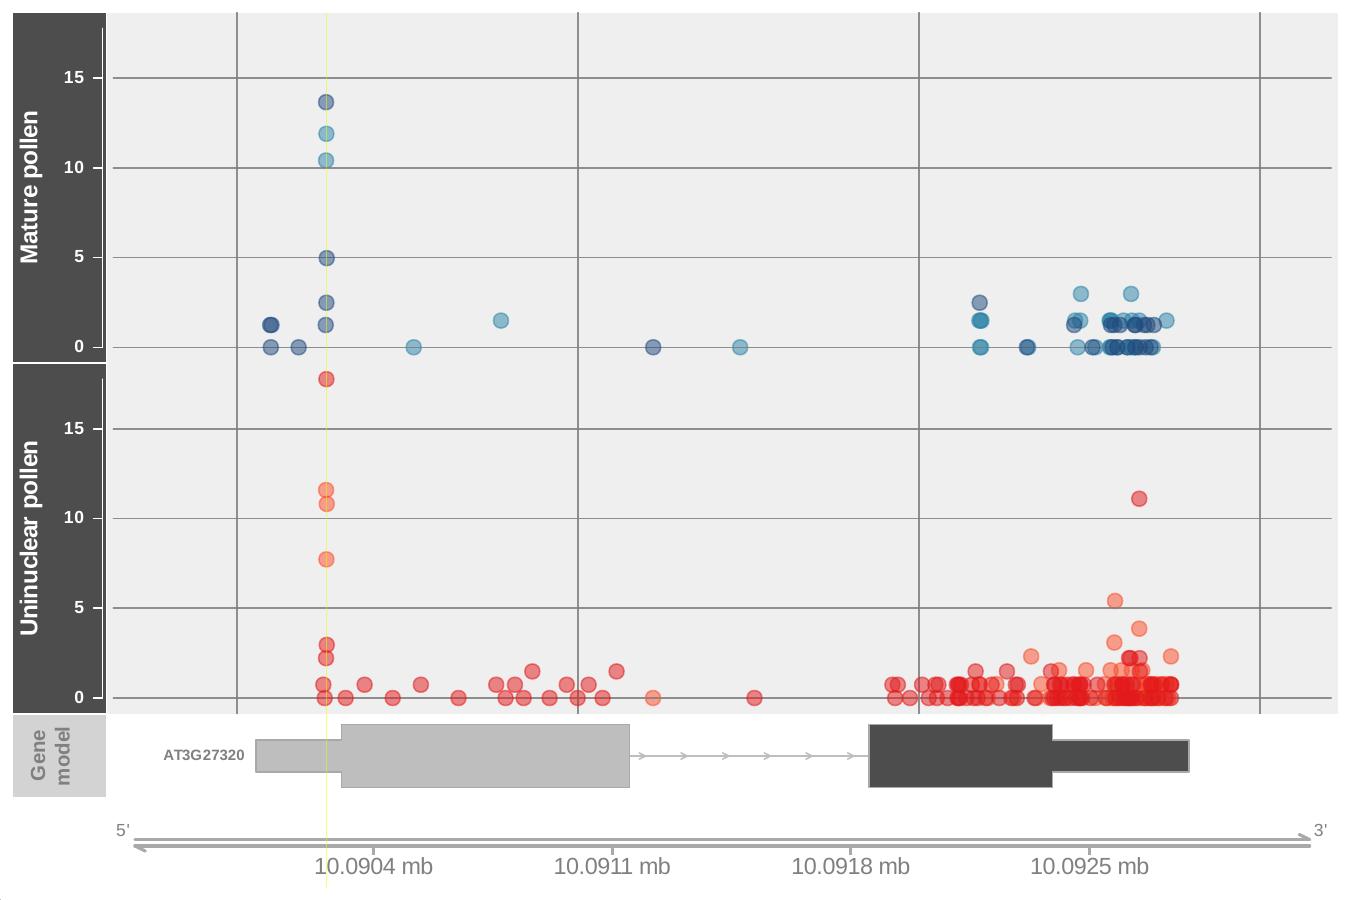 Mature pollen
15
10
5
0
Uninuclear pollen
15
10
5
0
Gene
model
AT3G27320
5'
3'
10.0904 mb
10.0911 mb
10.0918 mb
10.0925 mb